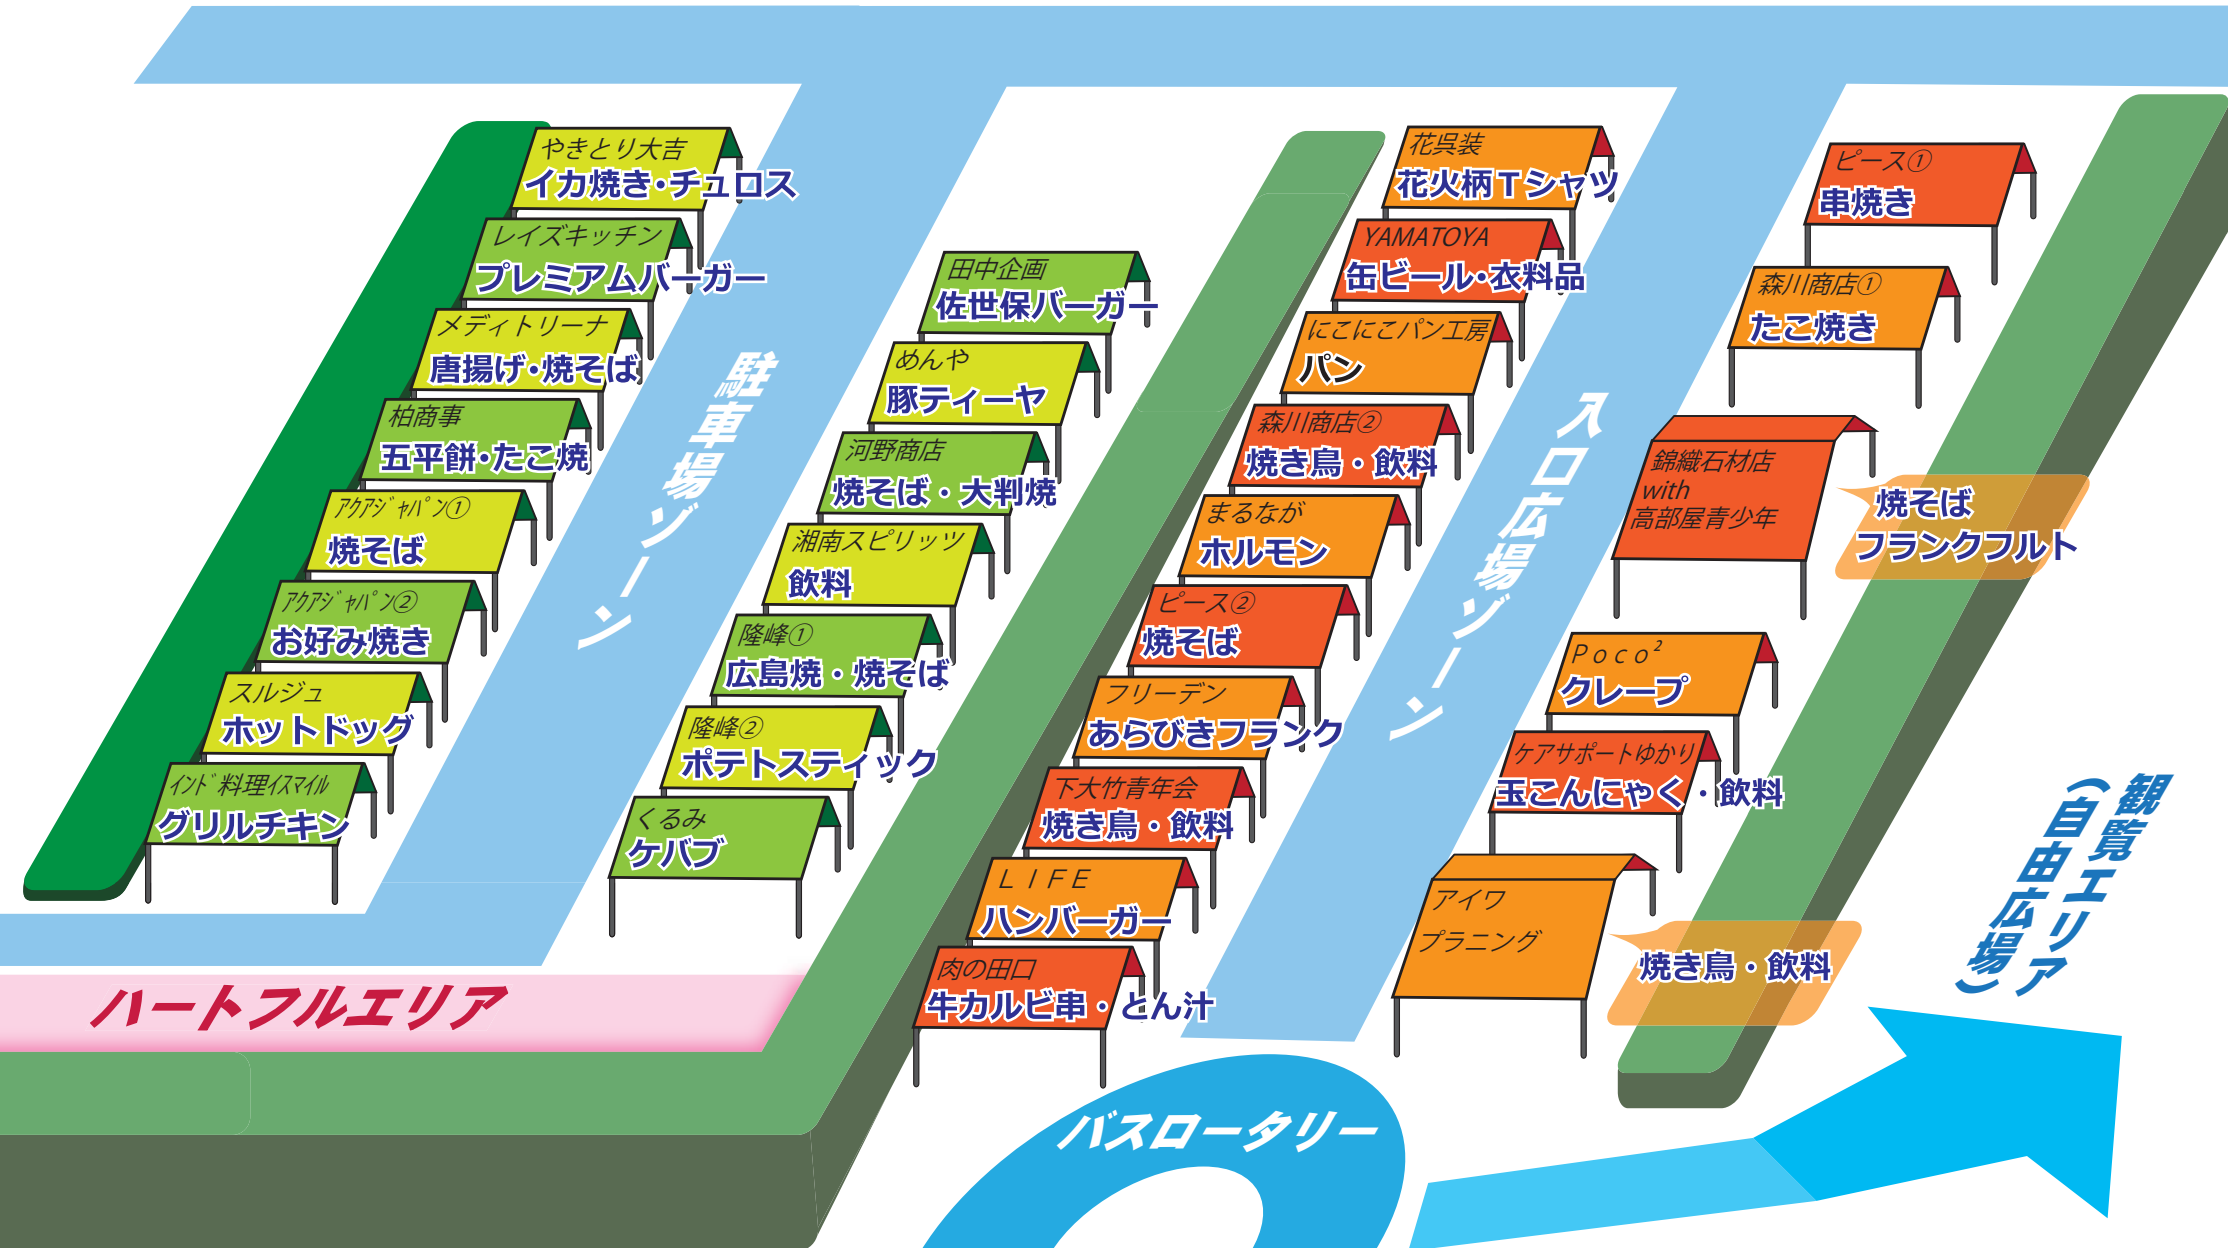 やきとり大吉
イカ焼き・チュロス
レイズキッチン
プレミアムバーガー
メディトリーナ
唐揚げ・焼そば
柏商事
五平餅・たこ焼
ｱｸｱｼﾞｬﾊﾟﾝ①
焼そば
ｱｸｱｼﾞｬﾊﾟﾝ②
お好み焼き
スルジュ
ホットドッグ
ｲﾝﾄﾞ料理ｲｽﾏｲﾙ
グリルチキン
駐車場ゾーン
田中企画
佐世保バーガー
めんや
豚ティーヤ
河野商店
焼そば・大判焼
湘南スピリッツ
飲料
隆峰①
広島焼・焼そば
隆峰②
ポテトスティック
くるみ
ケバブ
花呉装
花火柄Ｔシャツ
YAMATOYA
缶ビール・衣料品
にこにこパン工房
パン
森川商店②
焼き鳥・飲料
まるなが
ホルモン
ピース②
焼そば
フリーデン
あらびきフランク
下大竹青年会
焼き鳥・飲料
ＬＩＦＥ
ハンバーガー
肉の田口
牛カルビ串・とん汁
入口広場ゾーン
ピース①
串焼き
森川商店①
たこ焼き
錦織石材店
with
高部屋青少年
焼そば
フランクフルト
Ｐｏｃｏ²
クレープ
ケアサポートゆかり
玉こんにゃく・飲料
アイワ
プラニング
焼き鳥・飲料
観覧エリア
（自由広場）
ハートフルエリア
バスロータリー